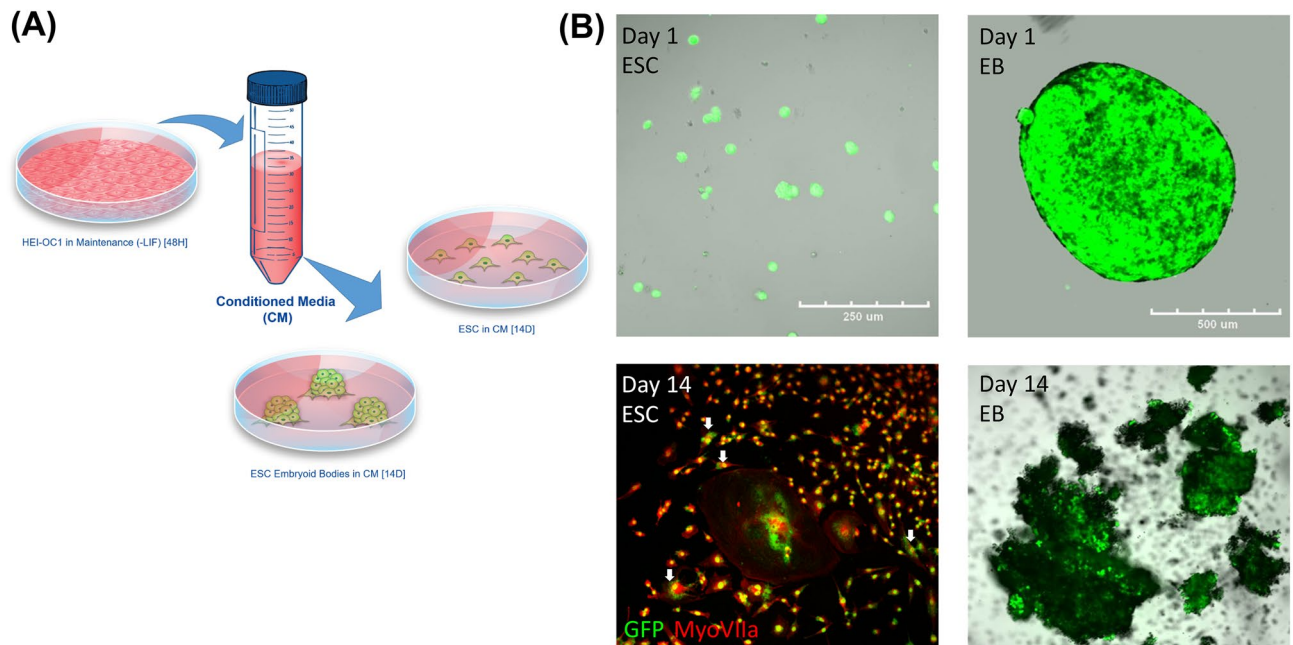 (A)
HEI-OC1 in Maintenance (-LIF) [48H]
Conditioned Media
(CM)
ESC in CM [14D]
ESC Embryoid Bodies in CM [14D]
(B)
Day 1
ESC
250 um
Day 1
EB
500 um
Day 14
ESC
GFP MyoVIIa
Day 14
EB